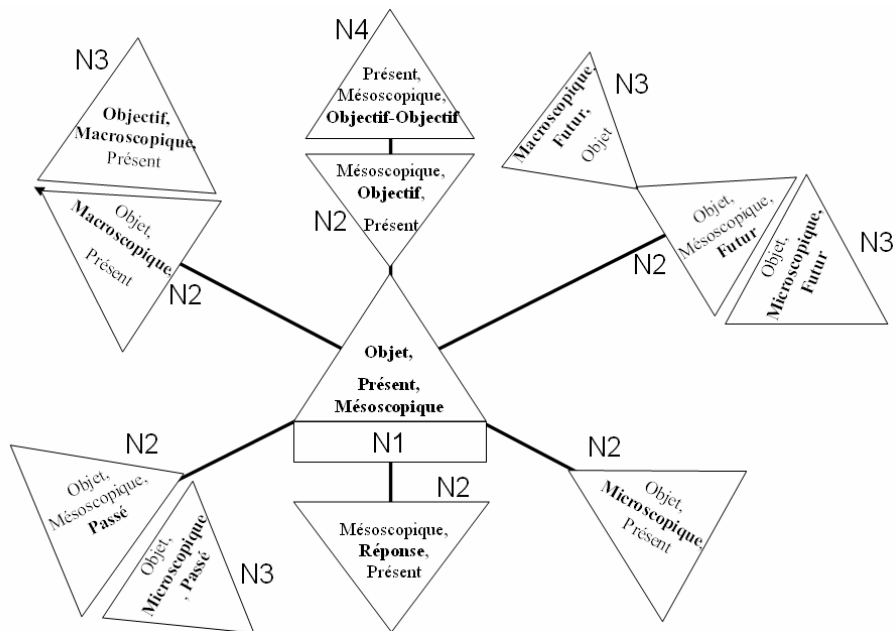 N4
Présent,
Mésoscopique,
Objectif-Objectif
N3
Objectif,
Macroscopique,
Présent
N3
Macroscopique,
Futur,
Objet
Mésoscopique,
Objectif,
Présent
N2
Objet,
Macroscopique,
Présent
N2
Objet,
Mésoscopique,
Futur
N2
Objet,
Microscopique,
Futur
N3
Objet,
Présent,
Mésoscopique
N1
N2
Objet,
Mésoscopique,
Passé
Objet,
Microscopique
, Passé
N3
N2
Mésoscopique,
Réponse,
Présent
N2
Objet,
Microscopique,
Présent